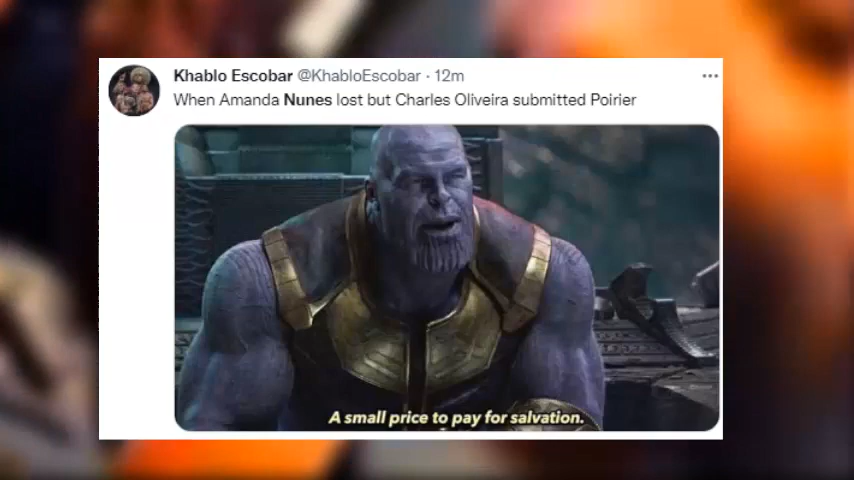 Khablo Escobar @KhabloEscobar · 12m
When Amanda Nunes lost but Charles Oliveira submitted Poirier
A small price to pay for salvation.